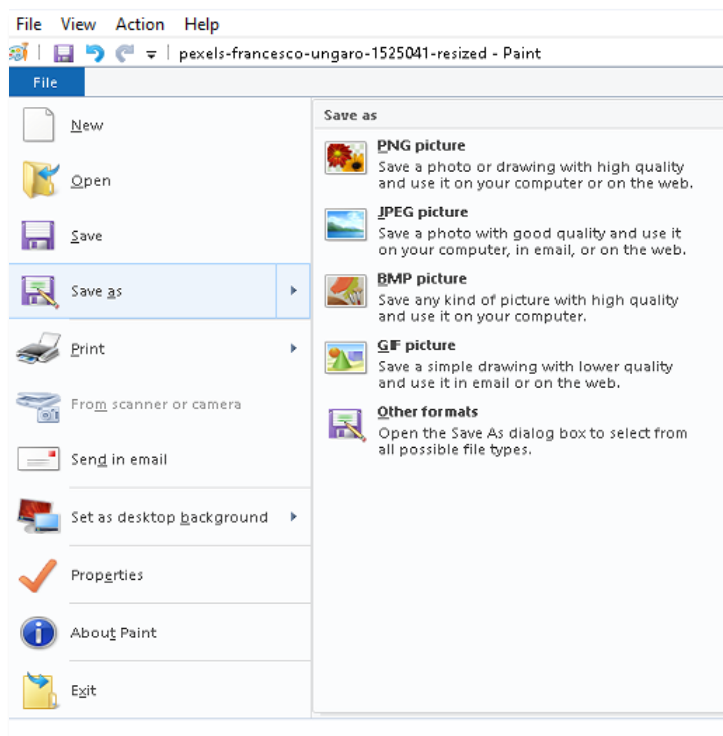 File View Action Help
pexels-francesco-ungaro-1525041-resized - Paint
File
New
Open
Save
Save as
Print
From scanner or camera
Send in email
Set as desktop background
Properties
About Paint
Exit
Save as
PNG picture
Save a photo or drawing with high quality
and use it on your computer or on the web.
JPEG picture
Save a photo with good quality and use it
on your computer, in email, or on the web.
BMP picture
Save any kind of picture with high quality
and use it on your computer.
GIF picture
Save a simple drawing with lower quality
and use it in email or on the web.
Other formats
Open the Save As dialog box to select from
all possible file types.